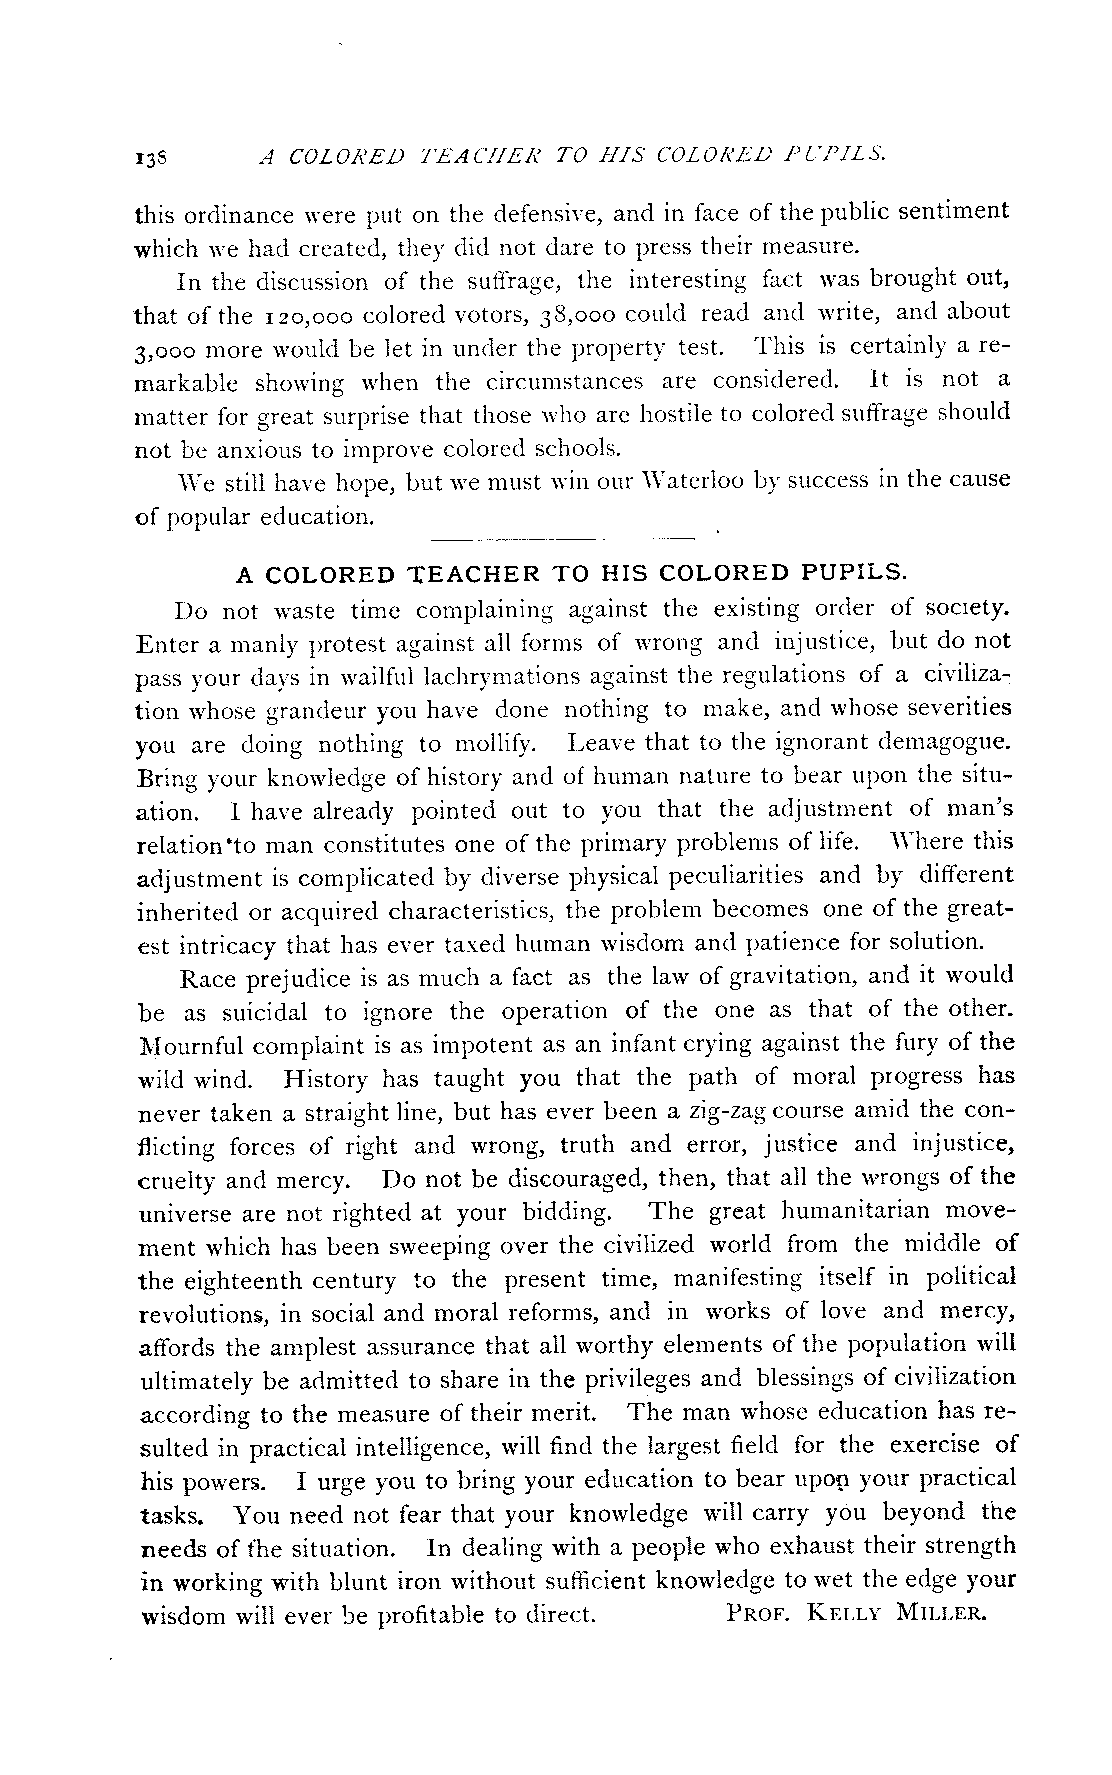 138 A COLORED TEACHER TO HIS COLORED PUPILS.
this ordinance were put on the defensive, and in face of the public sentiment
which we had created, they did not dare to press their measure.
In the discussion of the suffrage, the interesting fact was brought out,
that of the 120,000 colored votors, 38,000 could read and write, and about
3,000 more would be let in under the property test. This is certainly a re-
markable showing when the circumstances are considered. It is not a
matter for great surprise that those who are hostile to colored suffrage should
not be anxious to improve colored schools.
We still have hope, but we must win our Waterloo by success in the cause
of popular education.
A COLORED TEACHER TO HIS COLORED PUPILS.
Do not waste time complaining against the existing order of society.
Enter a manly protest against all forms of wrong and injustice, but do not
pass your days in wailful lachrymations against the regulations of a civiliza-
tion whose grandeur you have done nothing to make, and whose severities
you are doing nothing to mollify. Leave that to the ignorant demagogue.
Bring your knowledge of history and of human nature to bear upon the situ-
ation. I have already pointed out to you that the adjustment of man's
relation to man constitutes one of the primary problems of life. Where this
adjustment is complicated by diverse physical peculiarities and by different
inherited or acquired characteristics, the problem becomes one of the great-
est intricacy that has ever taxed human wisdom and patience for solution.
Race prejudice is as much a fact as the law of gravitation, and it would
be as suicidal to ignore the operation of the one as that of the other.
Mournful complaint is as impotent as an infant crying against the fury of the
wild wind. History has taught you that the path of moral progress has
never taken a straight line, but has ever been a zig-zag course amid the con-
flicting forces of right and wrong, truth and error, justice and injustice,
cruelty and mercy. Do not be discouraged, then, that all the wrongs of the
universe are not righted at your bidding. The great humanitarian move-
ment which has been sweeping over the civilized world from the middle of
the eighteenth century to the present time, manifesting itself in political
revolutions, in social and moral reforms, and in works of love and mercy,
affords the amplest assurance that all worthy elements of the population will
ultimately be admitted to share in the privileges and blessings of civilization
according to the measure of their merit. The man whose education has re-
sulted in practical intelligence, will find the largest field for the exercise of
his powers. I urge you to bring your education to bear upon your practical
tasks. You need not fear that your knowledge will carry you beyond the
needs of the situation. In dealing with a people who exhaust their strength
in working with blunt iron without sufficient knowledge to wet the edge your
wisdom will ever be profitable to direct. PROF. KELLY MILLER.